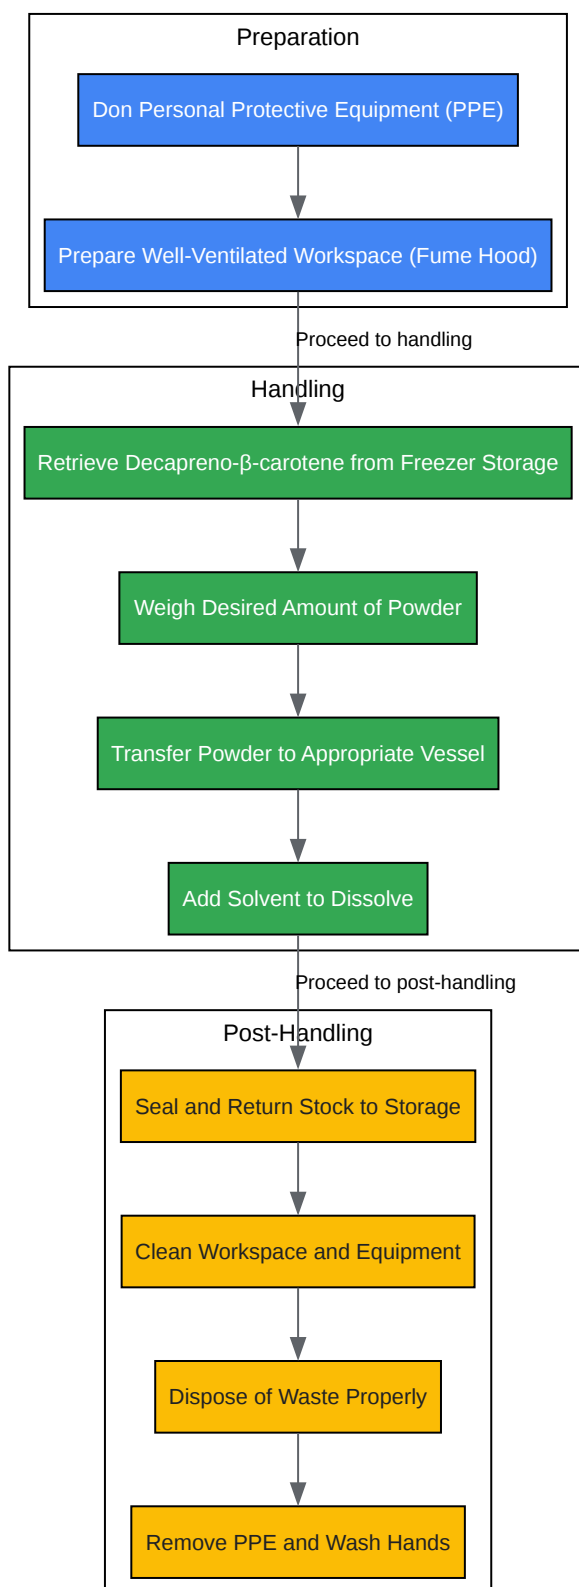 Preparation
Don Personal Protective Equipment (PPE)
Prepare Well-Ventilated Workspace (Fume Hood)
Proceed to handling
Handling
Retrieve Decapreno-β-carotene from Freezer Storage
Weigh Desired Amount of Powder
Transfer Powder to Appropriate Vessel
Add Solvent to Dissolve
Proceed to post-handling
Post-Handling
Seal and Return Stock to Storage
Clean Workspace and Equipment
Dispose of Waste Properly
Remove PPE and Wash Hands